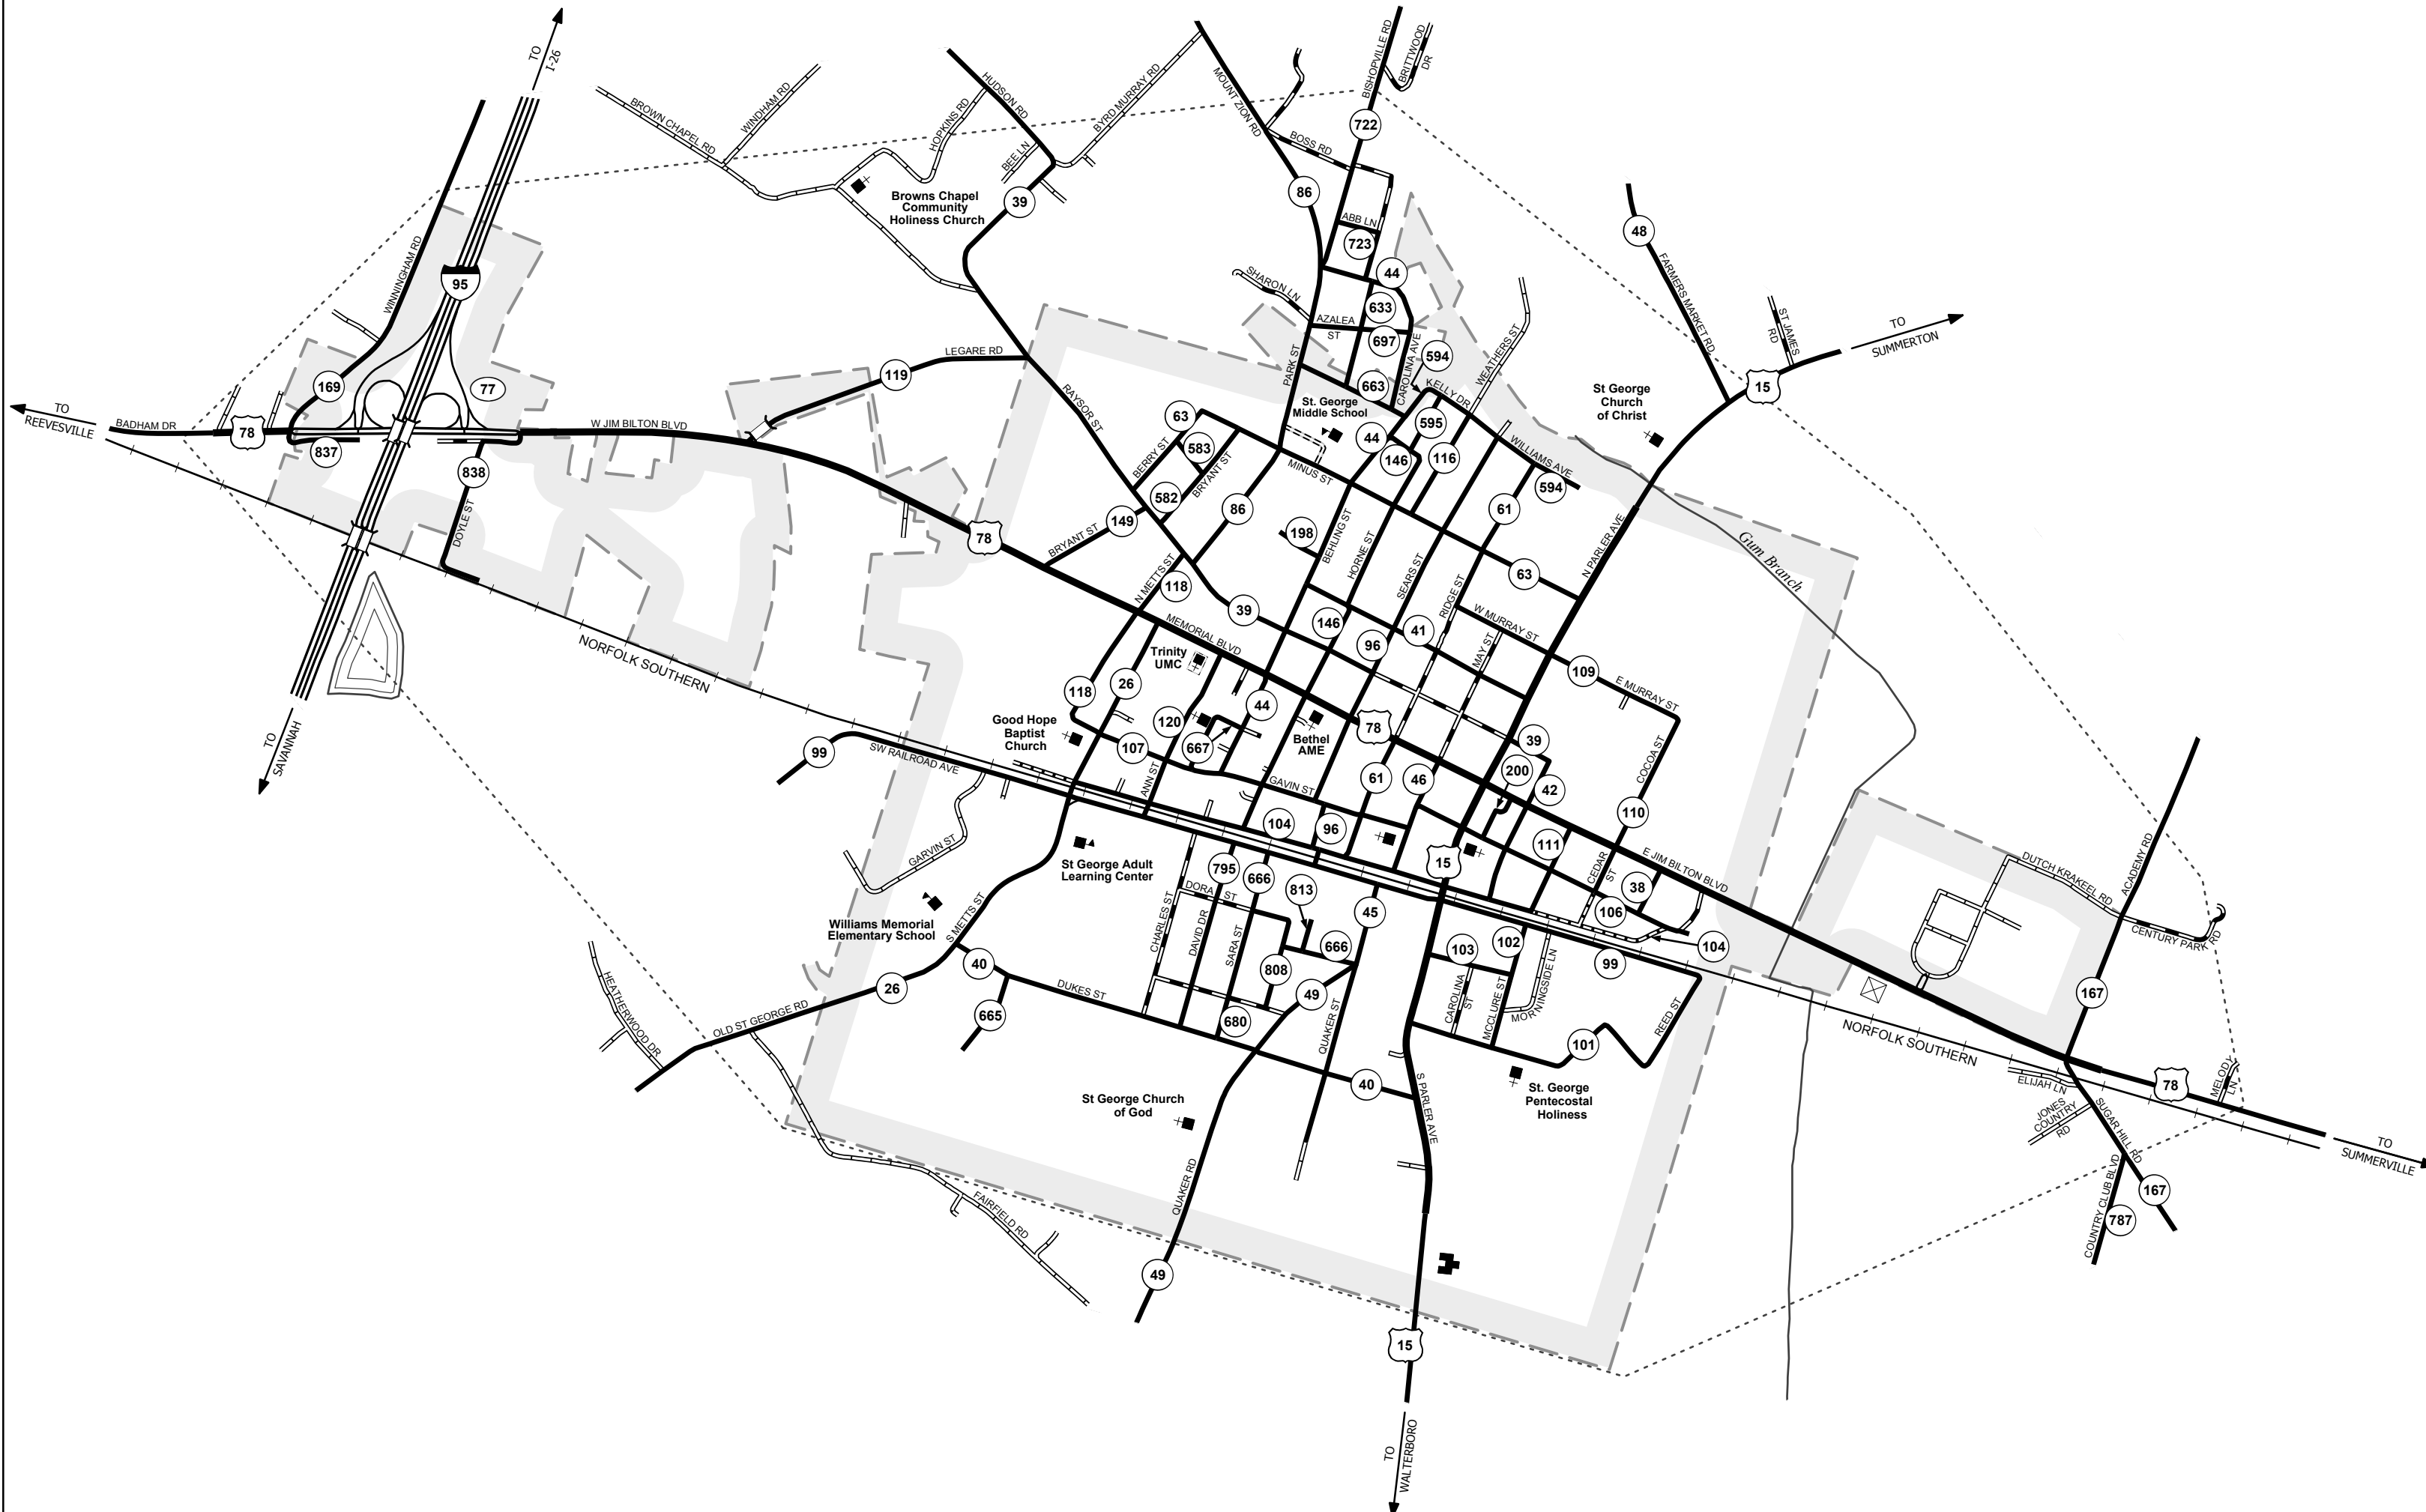 TO
I-26
BROWN CHAPEL RD
WINDHAM RD
HOPKINS RD
HUDSON RD
BEE LN
BYRD MURRAY RD
MOUNT ZION RD
BISHOPVILLE RD
BRITTWOOD
DR
722
BOSS RD
86
39
Browns Chapel
Community
Holiness Church
ABB LN
723
44
48
FARMERS MARKET RD
ST JAMES
RD
TO
SUMMERTON
15
WINNINGHAM RD
95
SHARON LN
633
AZALEA
ST
697
CAROLINA AVE
594
WEATHERS ST
PARK ST
663
KELLY DR
LEGARE RD
119
169
77
RAYSOR ST
St. George
Middle School
St George
Church
of Christ
TO
REEVESVILLE
BADHAM DR
78
W JIM BILTON BLVD
837
838
DOYLE ST
63
583
BERRY ST
BRYANT ST
582
44
595
146
116
WILLIAMS AVE
594
MINUS ST
86
61
149
BRYANT ST
78
198
BEHLING ST
HORNE ST
SEARS ST
RIDGE ST
63
N PARLER AVE
Gum Branch
N METTS ST
118
39
146
41
96
W MURRAY ST
MAY ST
109
E MURRAY ST
MEMORIAL BLVD
Trinity
UMC
NORFOLK SOUTHERN
118
26
120
44
667
Bethel
AME
78
39
200
42
COCOA ST
110
Good Hope
Baptist
Church
107
ANN ST
GAVIN ST
61
46
99
SW RAILROAD AVE
TO
SAVANNAH
104
96
15
111
CEDAR
ST
E JIM BILTON BLVD
38
106
104
GARVIN ST
St George Adult
Learning Center
795
666
813
DORA
ST
45
CHARLES ST
DAVID DR
SARA ST
666
808
49
680
QUAKER ST
Williams Memorial
Elementary School
S METTS ST
40
26
665
DUKES ST
OLD ST GEORGE RD
HEATHERWOOD DR
103
102
CAROLINA
ST
MCCLURE ST
MORNINGSIDE LN
99
101
REED ST
DUTCH KRAKEEL RD
ACADEMY RD
CENTURY PARK RD
167
NORFOLK SOUTHERN
ELIJAH LN
JONES
COUNTRY
RD
SUGAR HILL RD
78
MELODY
LN
TO
SUMMERVILLE
40
S PARLER AVE
St. George
Pentecostal
Holiness
St George Church
of God
QUAKER RD
FAIRFIELD RD
49
COUNTRY CLUB BLVD
167
787
15
TO
WALTERBORO